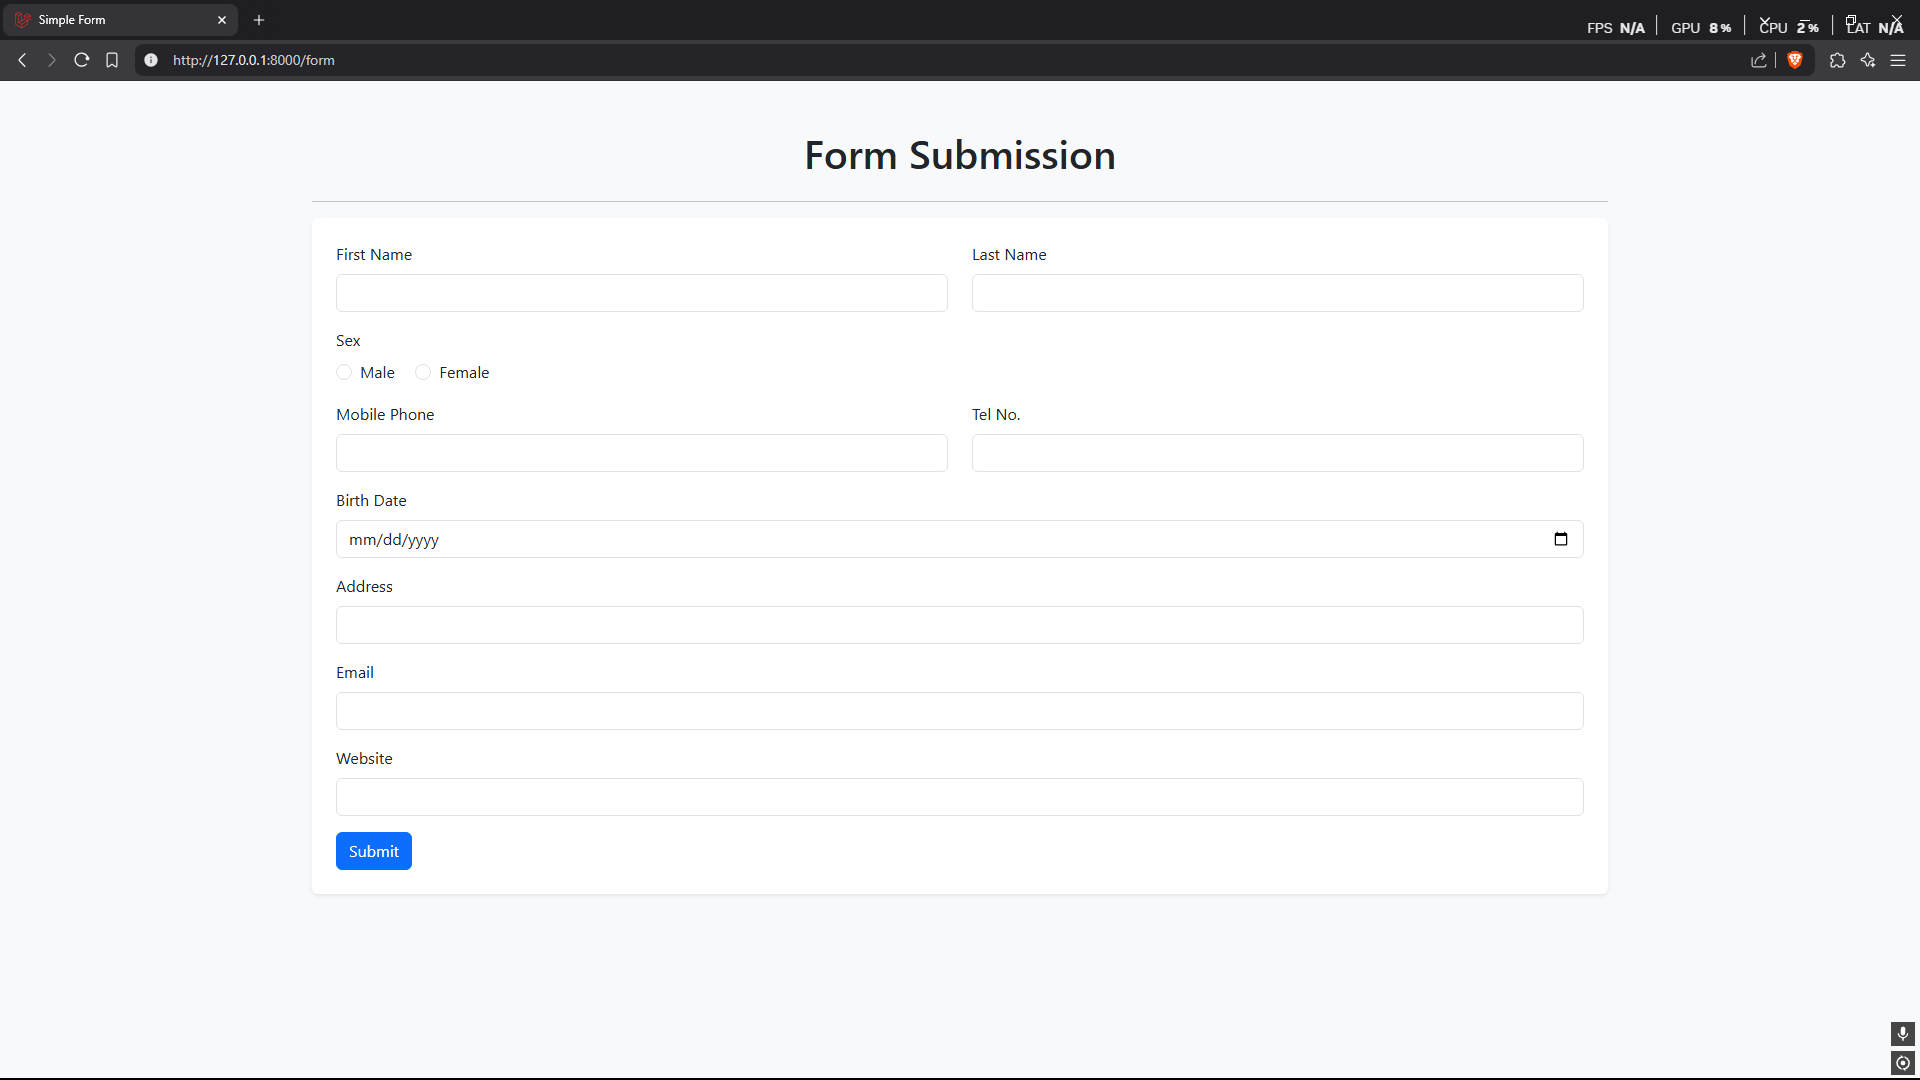 Simple Form
FPS N/A GPU 8% CPU 2% LAT N/A
http://127.0.0.1:8000/form
Form Submission
First Name Last Name
Sex
Male Female
Mobile Phone Tel No.
Birth Date
mm/dd/yyyy
Address
Email
Website
Submit